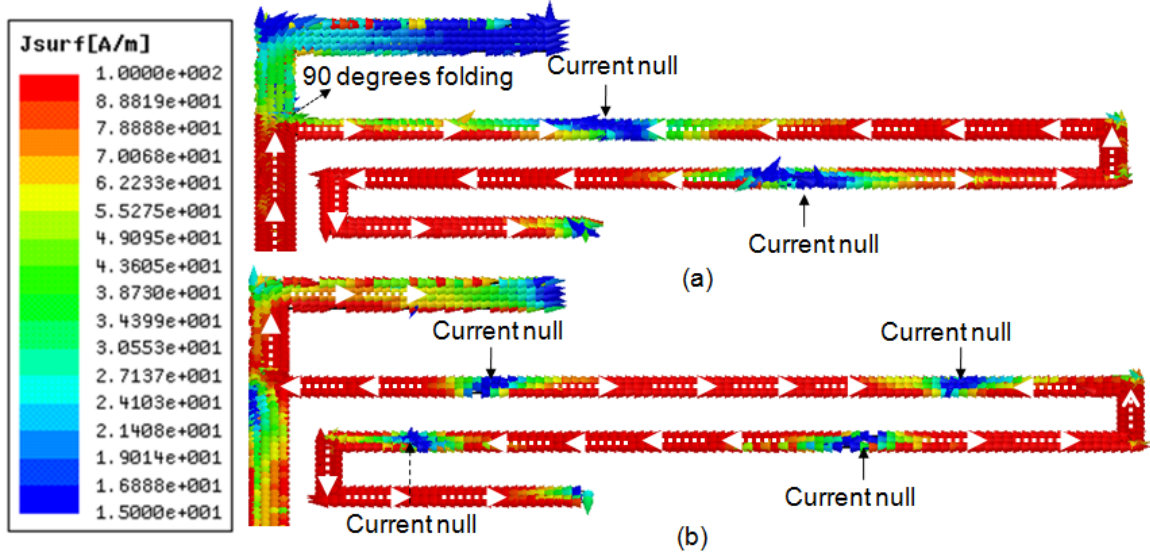 Jsurf[A/m]
1.0000e+002
8.8819e+001
7.8888e+001
7.0068e+001
6.2233e+001
5.5275e+001
4.9095e+001
4.3605e+001
3.8730e+001
3.4399e+001
3.0553e+001
2.7137e+001
2.4103e+001
2.1408e+001
1.9014e+001
1.6888e+001
1.5000e+001
90 degrees folding
Current null
Current null
(a)
Current null
Current null
Current null
Current null
(b)